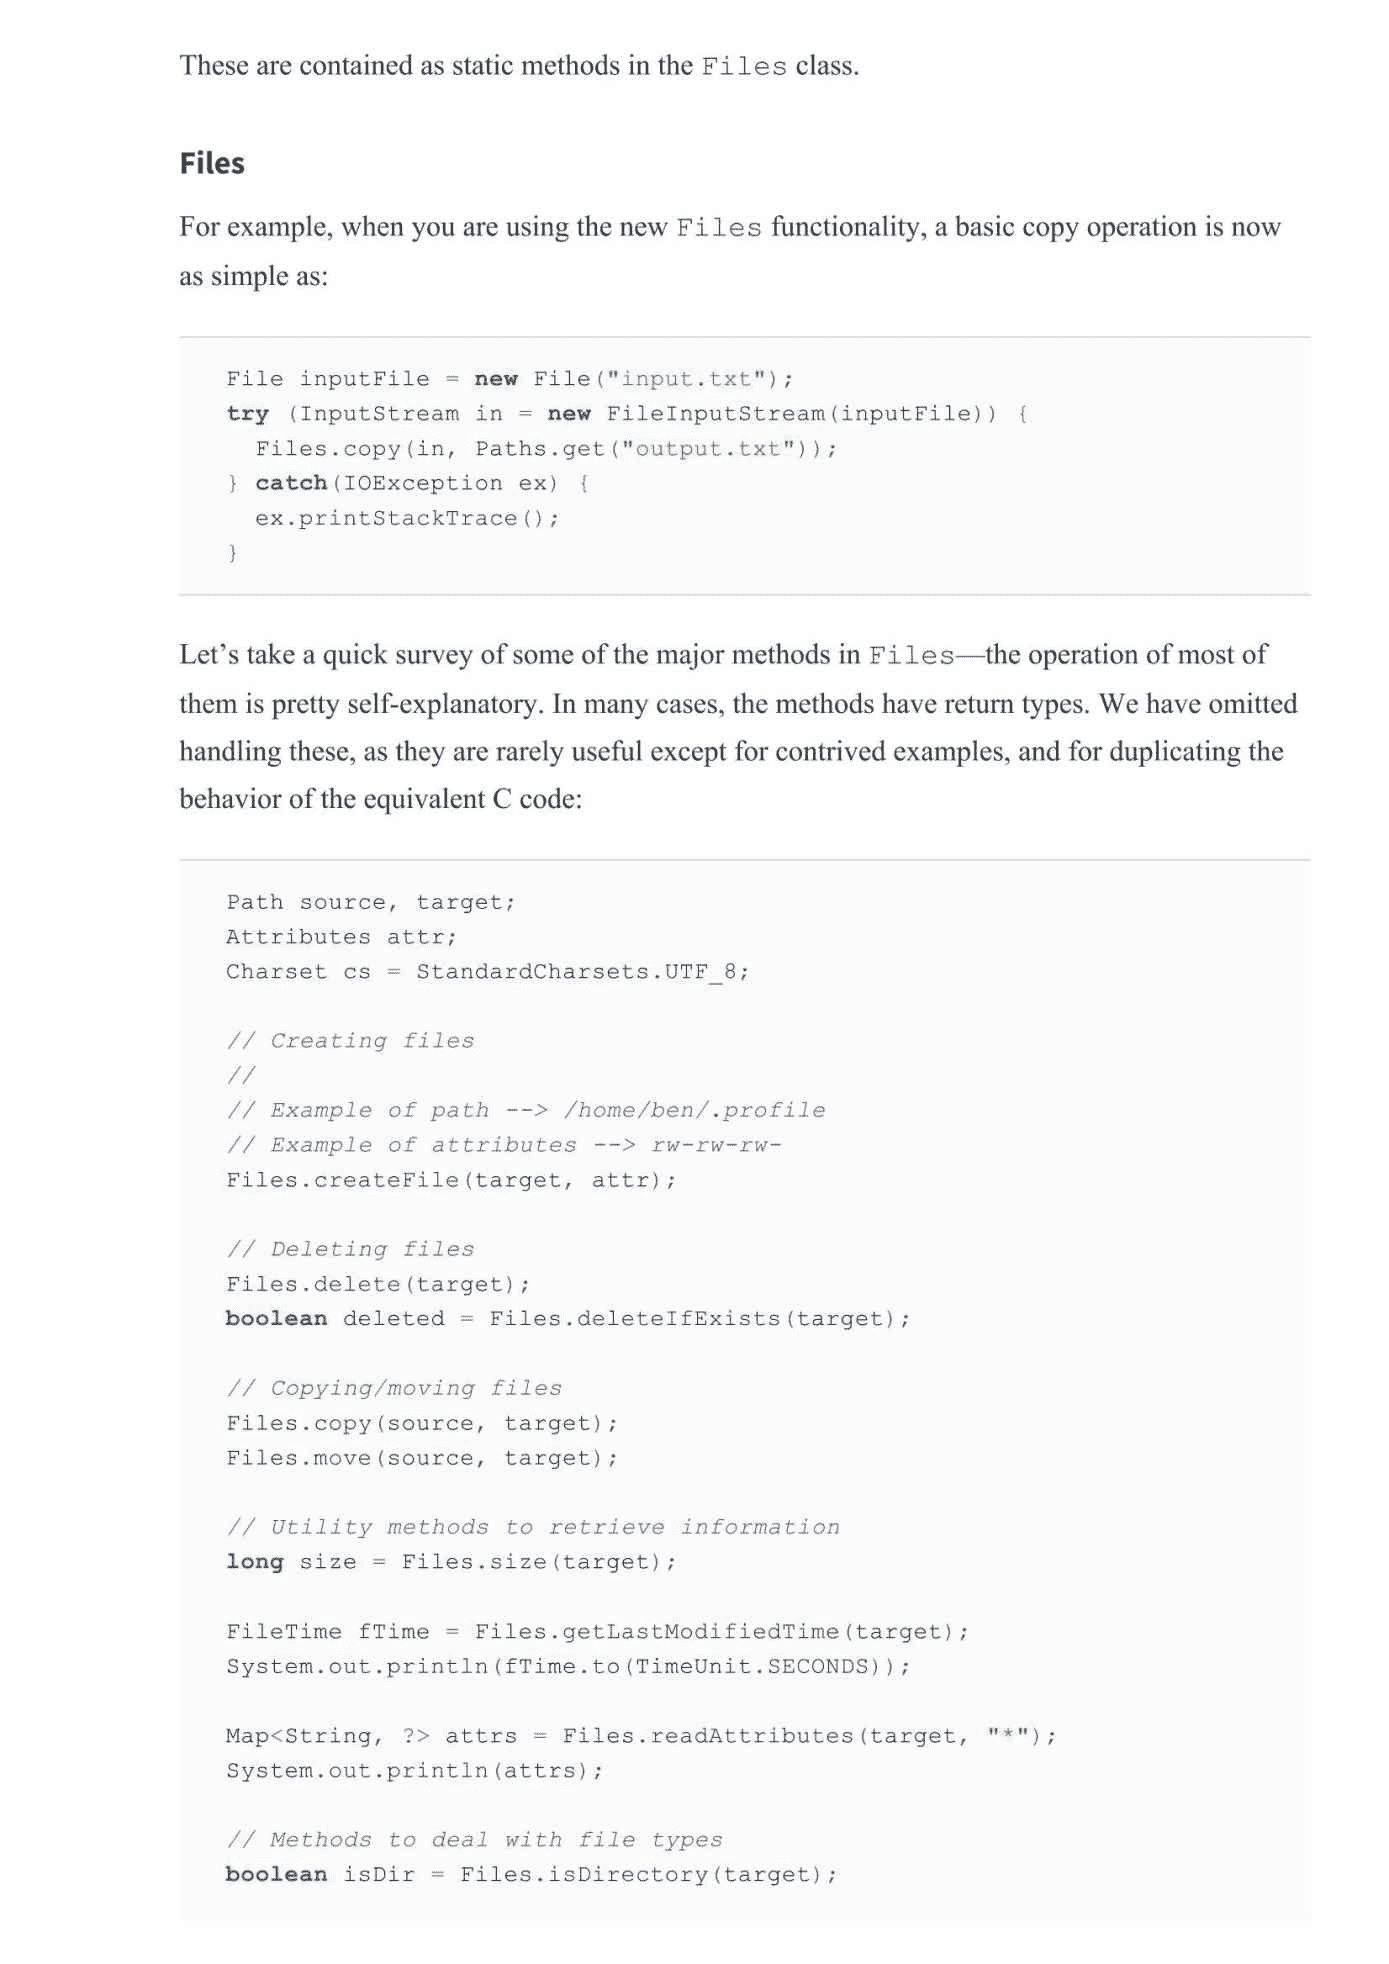 These are contained as static methods in the Files class.
Files
For example, when you are using the new Files functionality, a basic copy operation is now
as simple as:
File inputFile = new File("input.txt");
try (InputStream in = new FileInputStream(inputFile)) {
  Files.copy(in, Paths.get("output.txt"));
} catch(IOException ex) {
  ex.printStackTrace();
}
Let’s take a quick survey of some of the major methods in Files—the operation of most of
them is pretty self-explanatory. In many cases, the methods have return types. We have omitted
handling these, as they are rarely useful except for contrived examples, and for duplicating the
behavior of the equivalent C code:
Path source, target;
Attributes attr;
Charset cs = StandardCharsets.UTF_8;
// Creating files
//
// Example of path --> /home/ben/.profile
// Example of attributes --> rw-rw-rw-
Files.createFile(target, attr);
// Deleting files
Files.delete(target);
boolean deleted = Files.deleteIfExists(target);
// Copying/moving files
Files.copy(source, target);
Files.move(source, target);
// Utility methods to retrieve information
long size = Files.size(target);
FileTime fTime = Files.getLastModifiedTime(target);
System.out.println(fTime.to(TimeUnit.SECONDS));
Map<String, ?> attrs = Files.readAttributes(target, "*");
System.out.println(attrs);
// Methods to deal with file types
boolean isDir = Files.isDirectory(target);